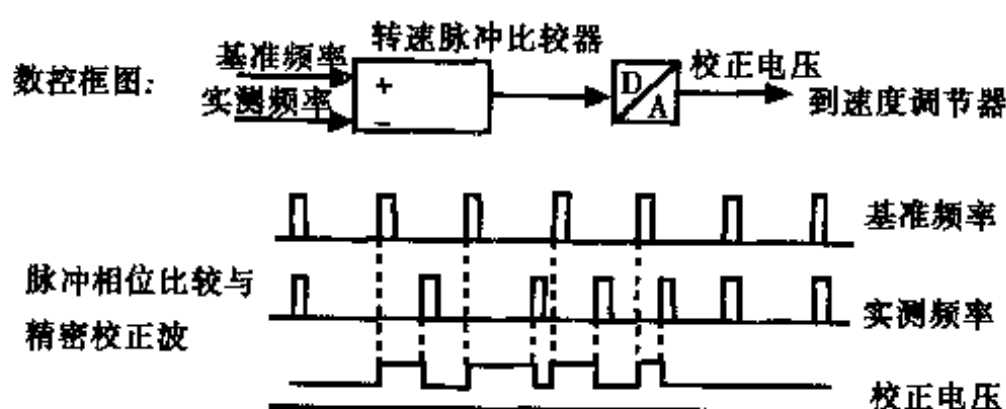 转速脉冲比较器
基准频率
数控框图:
实测频率
+
−
D
A
校正电压
到速度调节器
基准频率
脉冲相位比较与
精密校正波
实测频率
校正电压